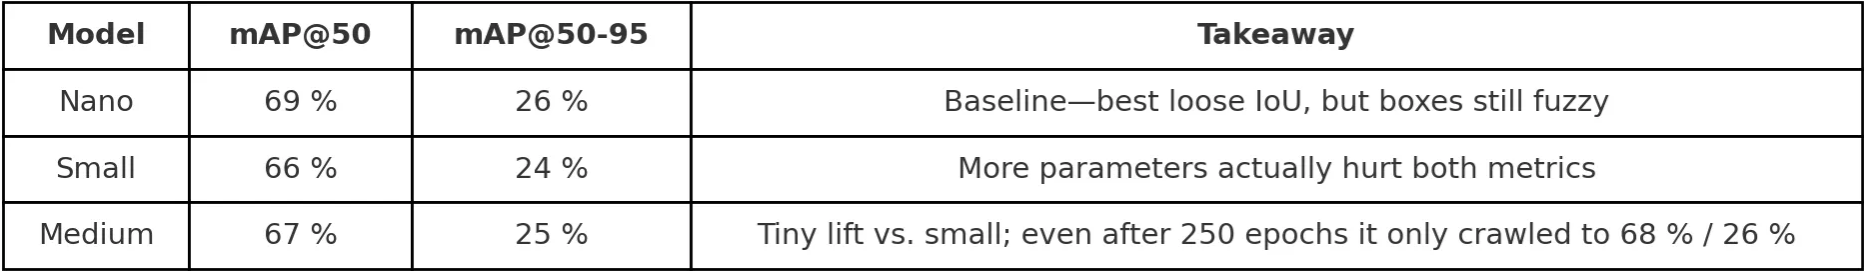 Model mAP@50 mAP@50-95 Takeaway
Nano 69 % 26 % Baseline—best loose IoU, but boxes still fuzzy
Small 66 % 24 % More parameters actually hurt both metrics
Medium 67 % 25 % Tiny lift vs. small; even after 250 epochs it only crawled to 68 % / 26 %